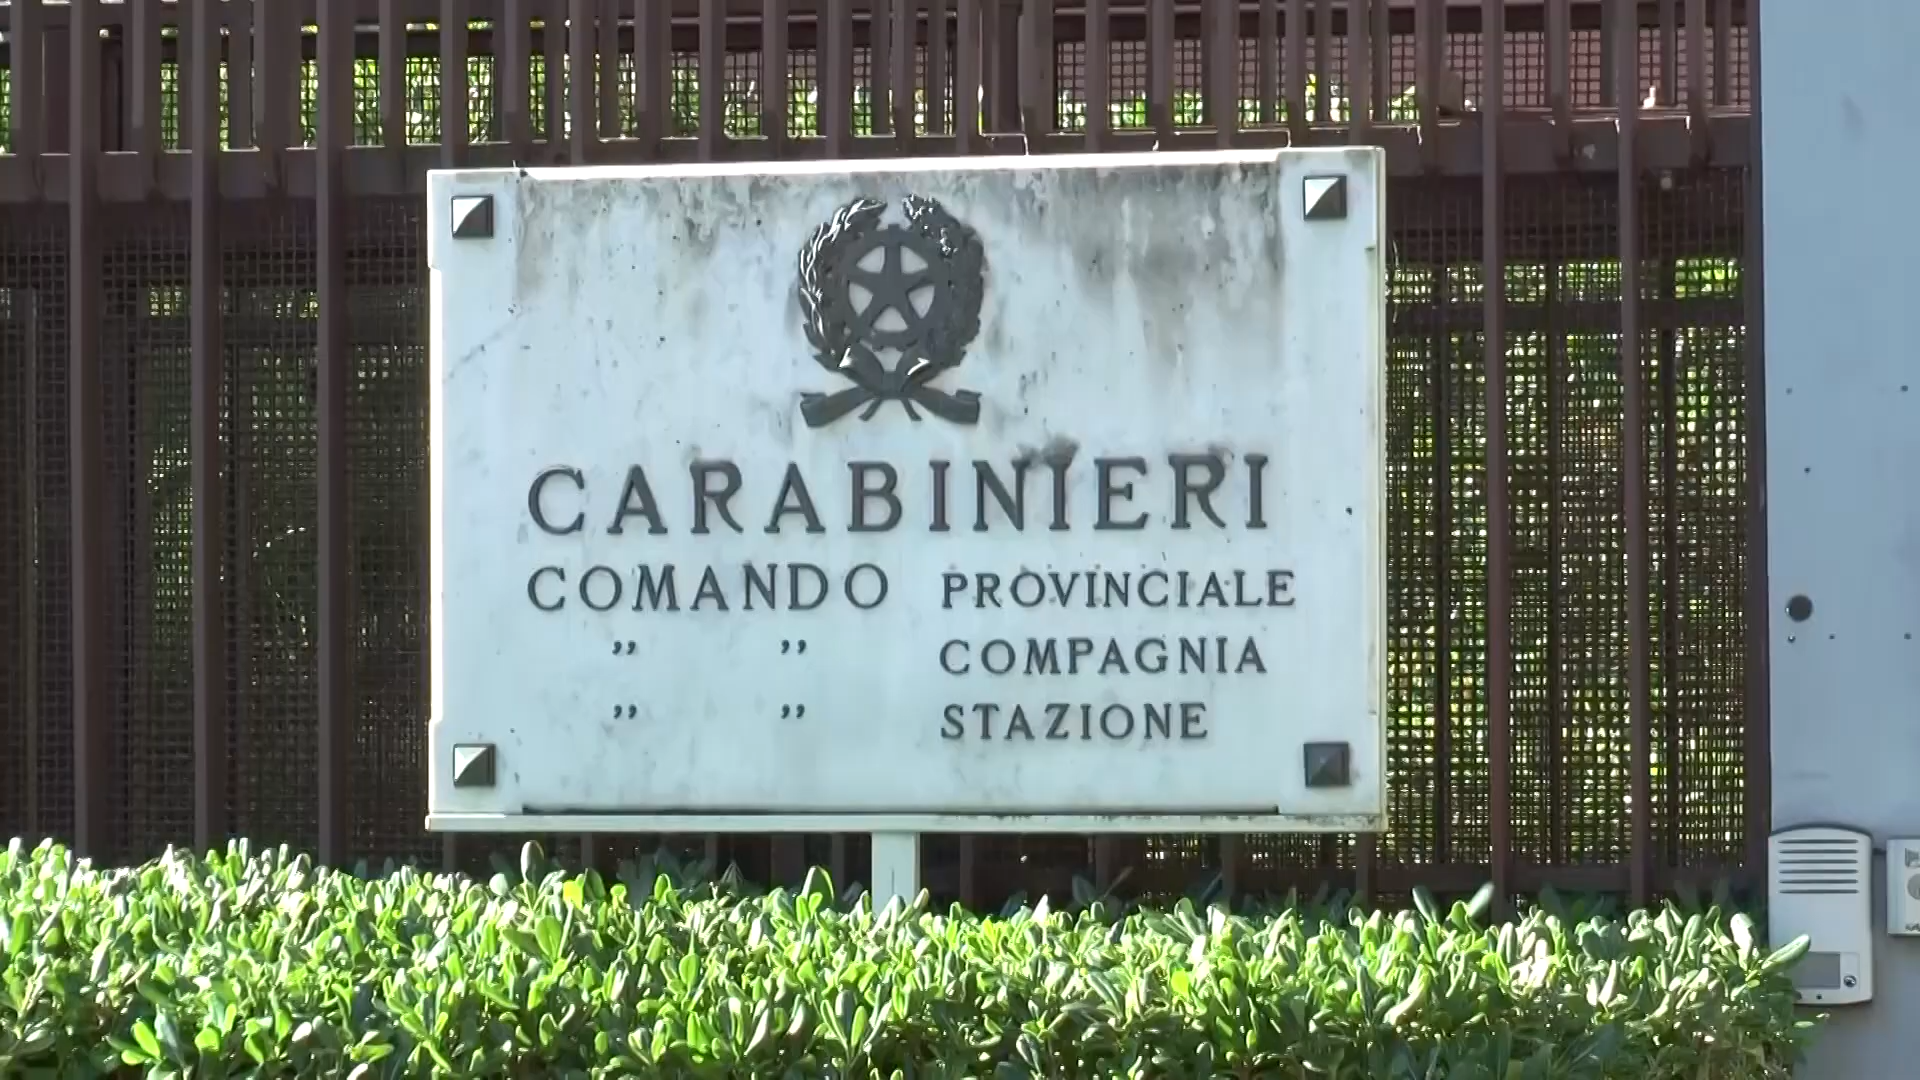 CARABINIERI
COMANDO PROVINCIALE
” ” COMPAGNIA
” ” STAZIONE